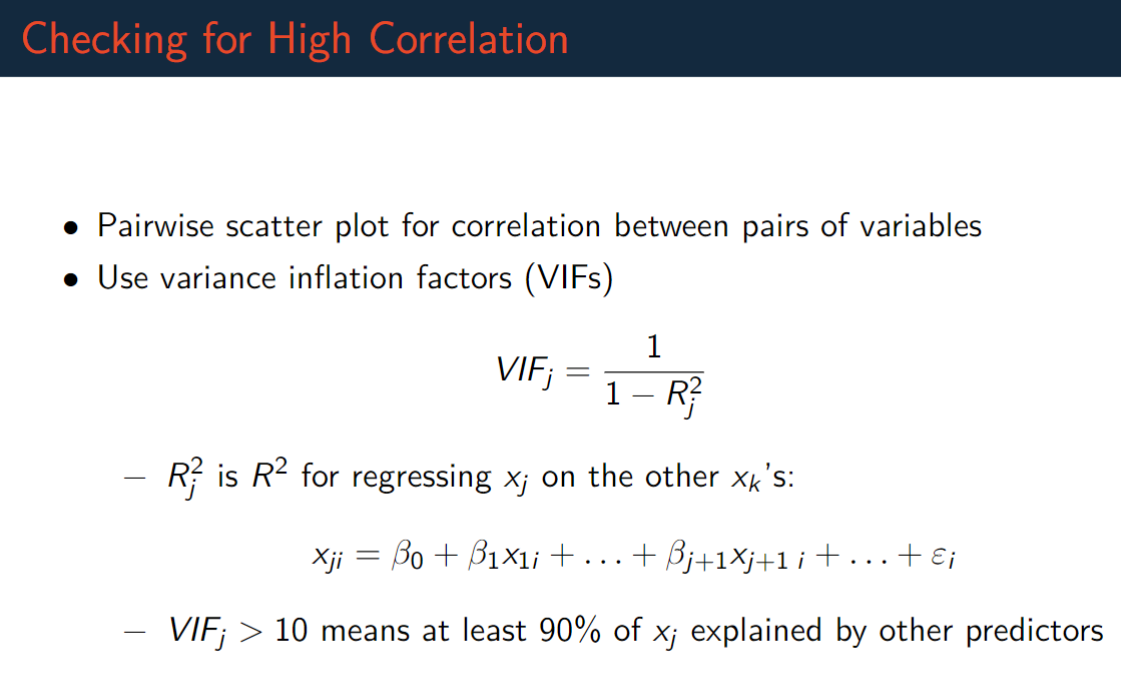 Checking for High Correlation
• Pairwise scatter plot for correlation between pairs of variables
• Use variance inflation factors (VIFs)
$VIF_j = \frac{1}{1 - R_j^2}$
– $R_j^2$ is $R^2$ for regressing $x_j$ on the other $x_k$'s:
$x_{ji} = \beta_0 + \beta_1 x_{1i} + \ldots + \beta_{j+1} x_{j+1\,i} + \ldots + \varepsilon_i$
– $VIF_j > 10$ means at least 90% of $x_j$ explained by other predictors